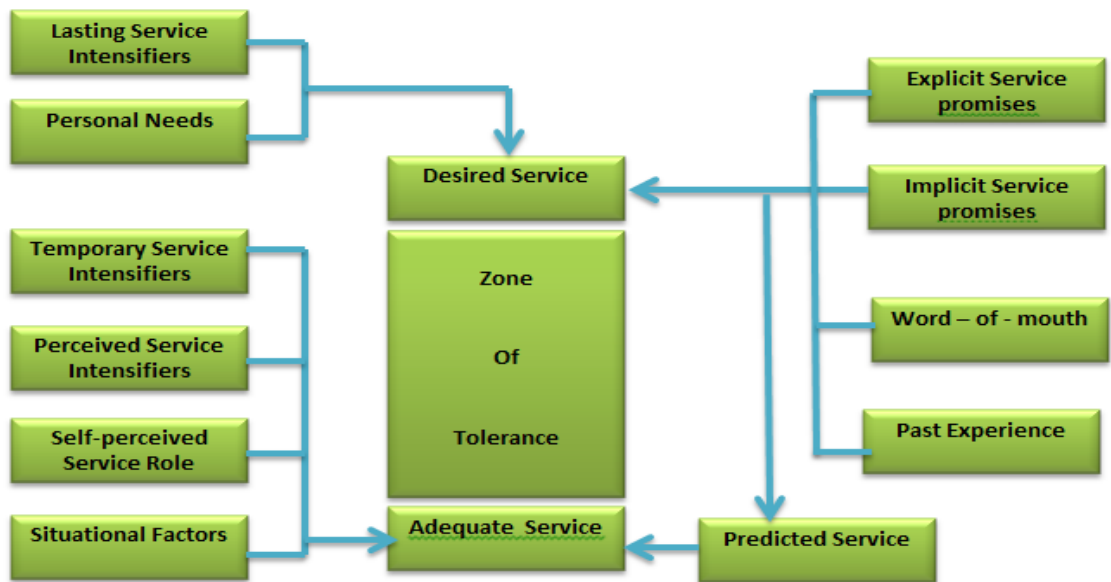 Lasting Service
Intensifiers
Personal Needs
Temporary Service
Intensifiers
Perceived Service
Intensifiers
Self-perceived
Service Role
Situational Factors
Desired Service
Zone
Of
Tolerance
Adequate Service
Explicit Service
promises
Implicit Service
promises
Word – of - mouth
Past Experience
Predicted Service